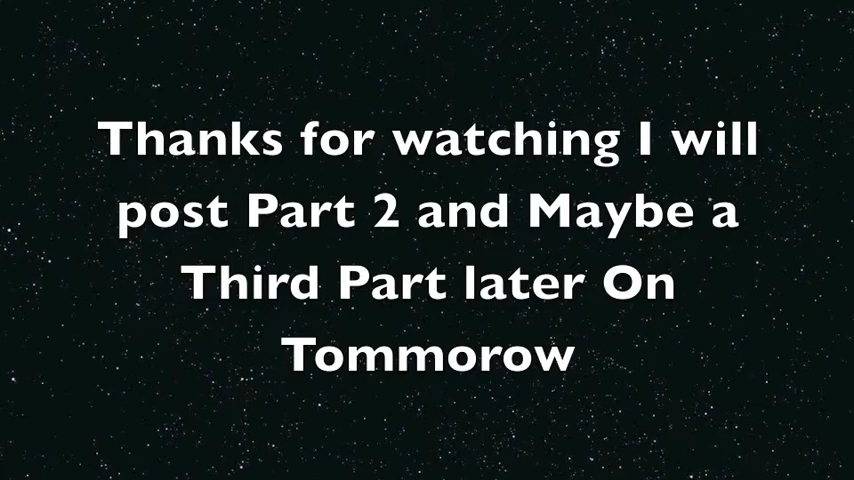 Thanks for watching I will
post Part 2 and Maybe a
Third Part later On
Tommorow